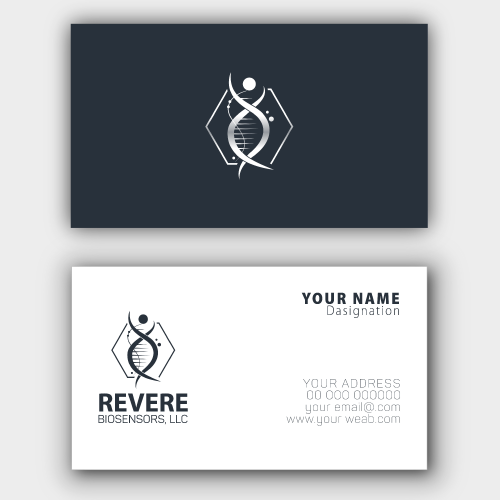 YOUR NAME
Dasignation
REVERE
BIOSENSORS, LLC
YOUR ADDRESS
00 000 000000
your email@.com
www.your weab.com